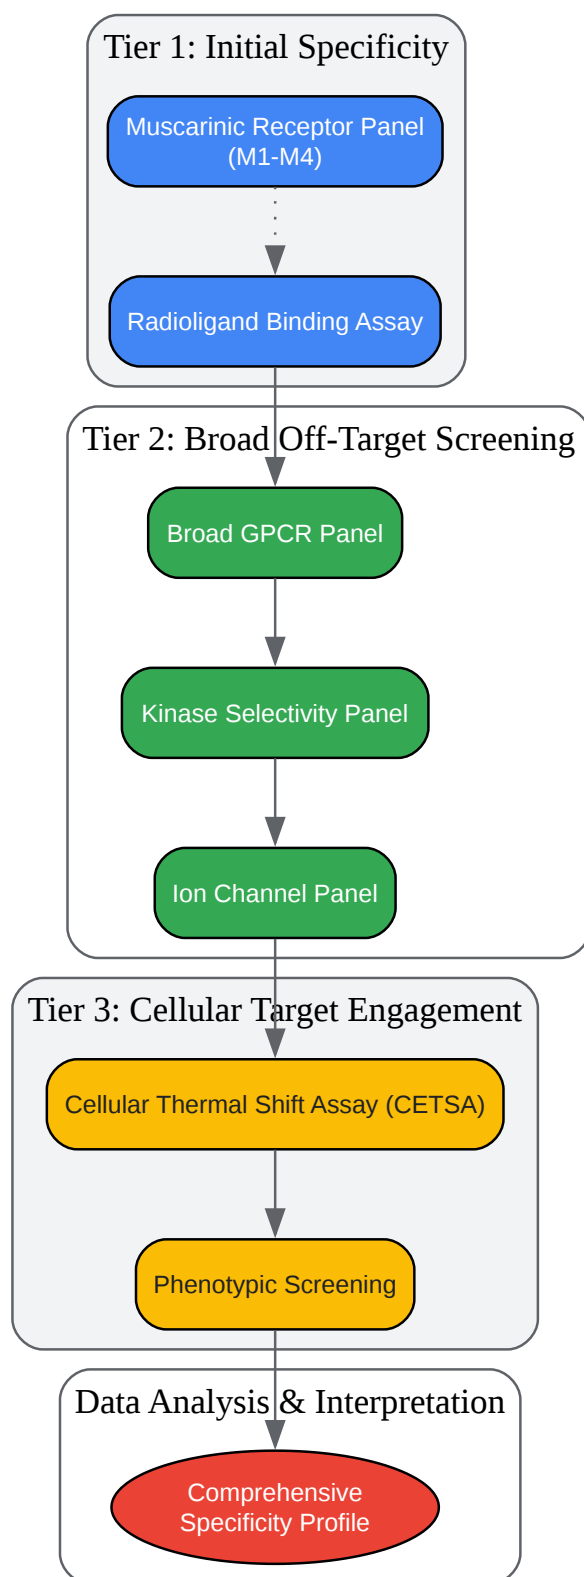 Tier 1: Initial Specificity
Muscarinic Receptor Panel
(M1-M4)
Radioligand Binding Assay
Tier 2: Broad Off-Target Screening
Broad GPCR Panel
Kinase Selectivity Panel
Ion Channel Panel
Tier 3: Cellular Target Engagement
Cellular Thermal Shift Assay (CETSA)
Phenotypic Screening
Data Analysis & Interpretation
Comprehensive
Specificity Profile